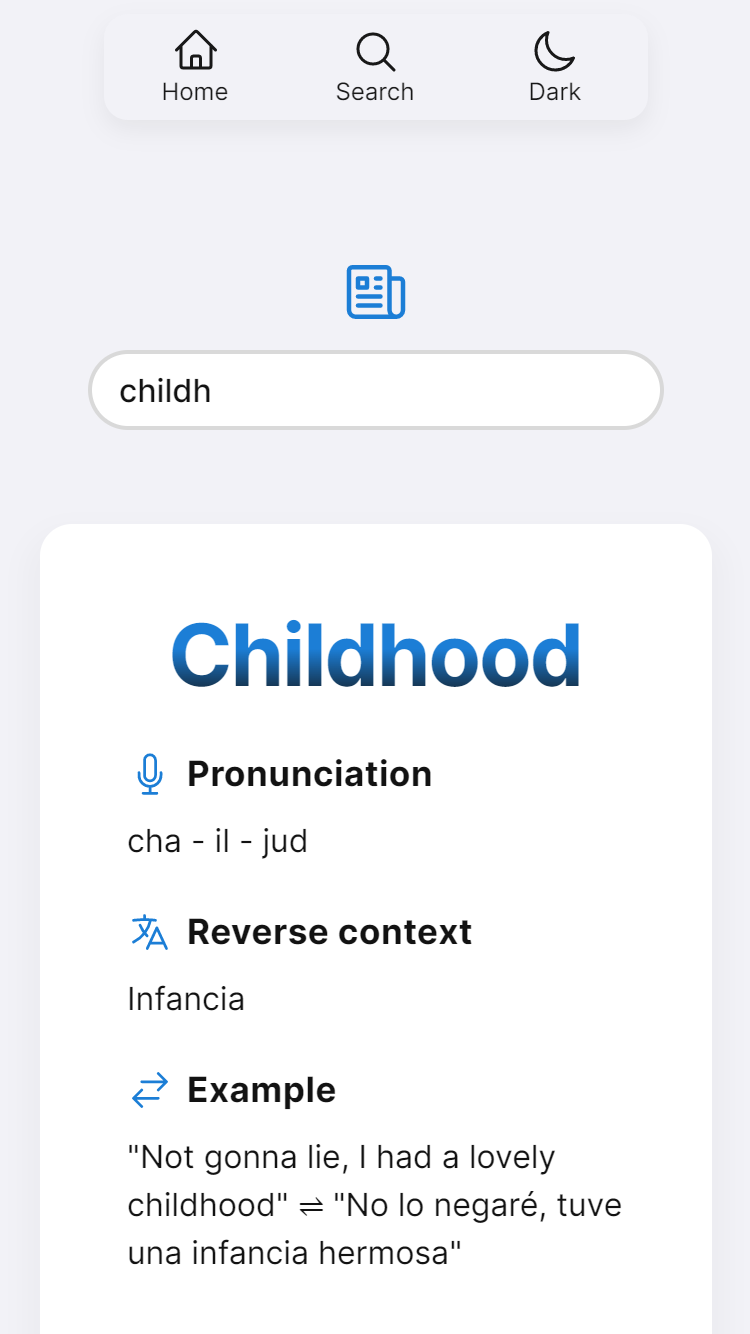 Home Search Dark
childh
Childhood
Pronunciation
cha - il - jud
Reverse context
Infancia
Example
"Not gonna lie, I had a lovely
childhood" ⇌ "No lo negaré, tuve
una infancia hermosa"